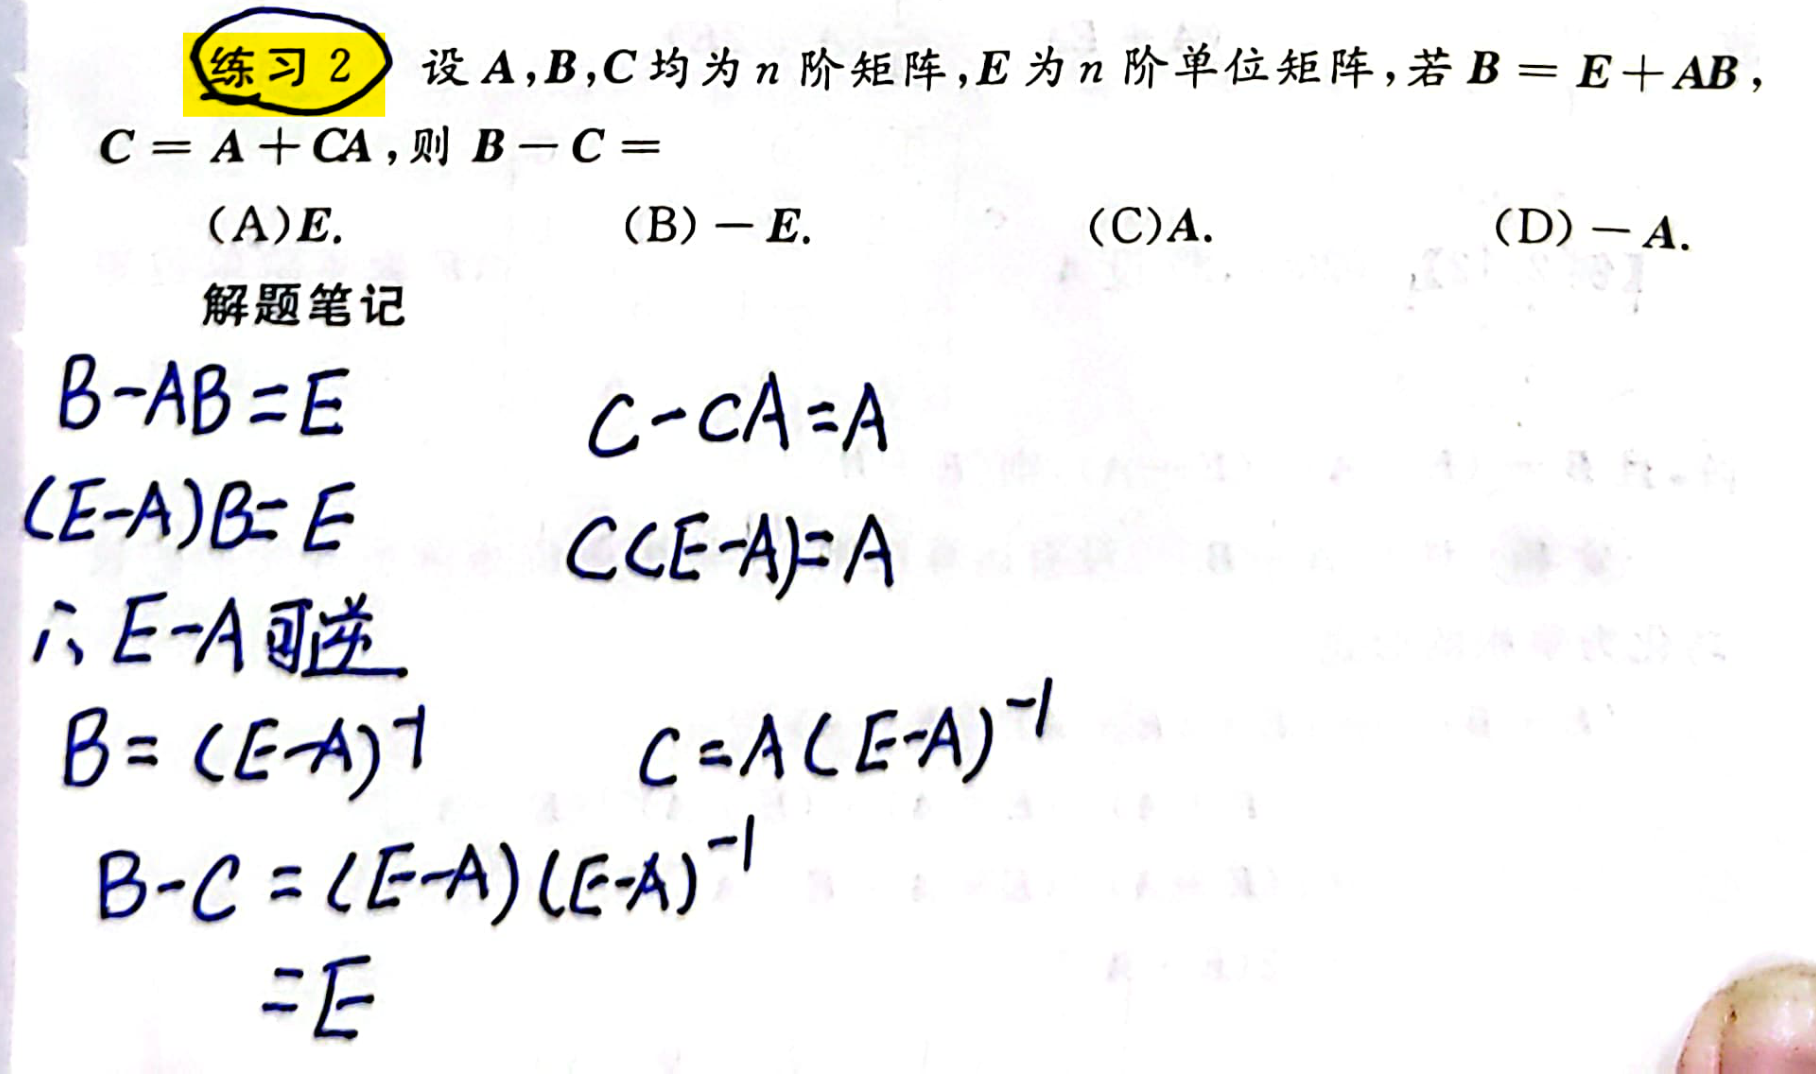 练习 2 设 A,B,C 均为 n 阶矩阵,E 为 n 阶单位矩阵,若 B = E + AB,
C = A + CA,则 B − C =
(A)E. (B) − E. (C)A. (D) − A.
解题笔记
B-AB=E C-CA=A
(E-A)B=E C(E-A)=A
∴ E-A可逆
B=(E-A)⁻¹ C=A(E-A)⁻¹
B-C=(E-A)(E-A)⁻¹
=E